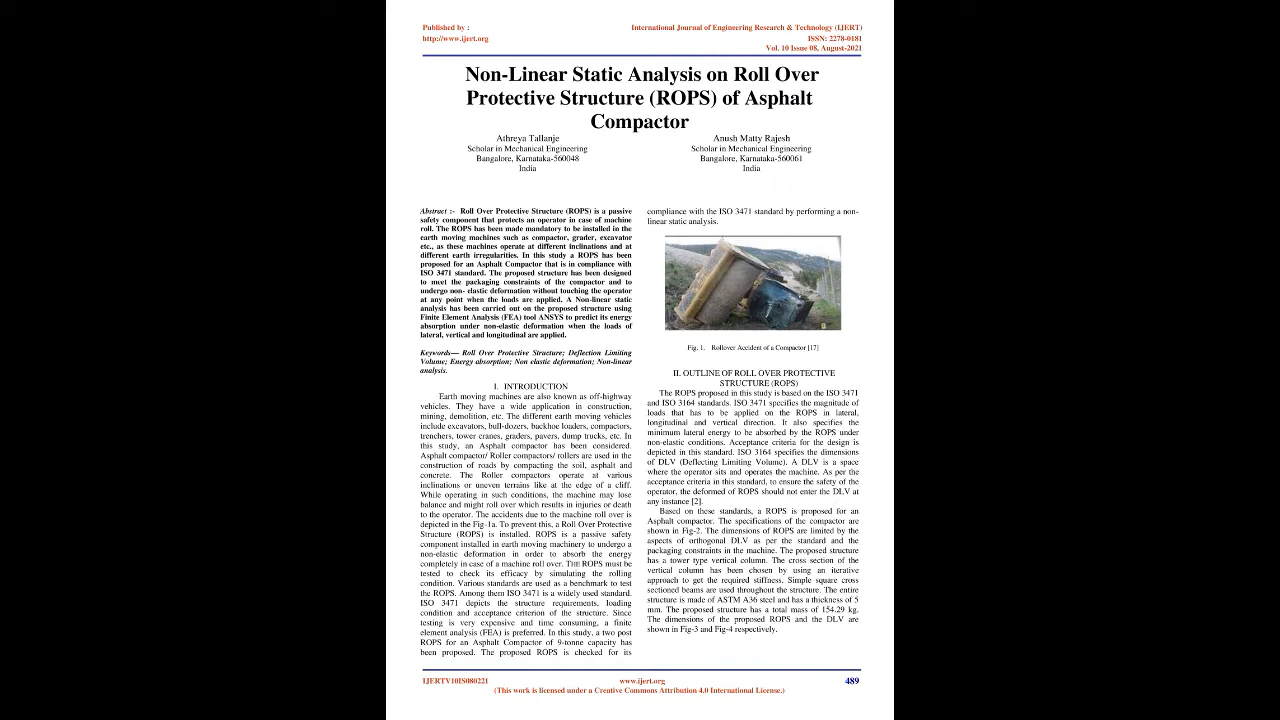 Published by :
http://www.ijert.org
International Journal of Engineering Research & Technology (IJERT)
ISSN: 2278-0181
Vol. 10 Issue 08, August-2021
Non-Linear Static Analysis on Roll Over
Protective Structure (ROPS) of Asphalt
Compactor
Athreya Tallanje
Scholar in Mechanical Engineering
Bangalore, Karnataka-560048
India
Anush Matty Rajesh
Scholar in Mechanical Engineering
Bangalore, Karnataka-560061
India
Abstract :- Roll Over Protective Structure (ROPS) is a passive
safety component that protects an operator in case of machine
roll. The ROPS has been made mandatory to be installed in the
earth moving machines such as compactor, grader, excavator
etc., as these machines operate at different inclinations and at
different earth irregularities. In this study a ROPS has been
proposed for an Asphalt Compactor that is in compliance with
ISO 3471 standard. The proposed structure has been designed
to meet the packaging constraints of the compactor and to
undergo non- elastic deformation without touching the operator
at any point when the loads are applied. A Non-linear static
analysis has been carried out on the proposed structure using
Finite Element Analysis (FEA) tool ANSYS to predict its energy
absorption under non-elastic deformation when the loads of
lateral, vertical and longitudinal are applied.
Keywords— Roll Over Protective Structure; Deflection Limiting
Volume; Energy absorption; Non elastic deformation; Non-linear
analysis.
I. INTRODUCTION
Earth moving machines are also known as off-highway
vehicles. They have a wide application in construction,
mining, demolition, etc. The different earth moving vehicles
include excavators, bull-dozers, backhoe loaders, compactors,
trenchers, tower cranes, graders, pavers, dump trucks, etc. In
this study, an Asphalt compactor has been considered.
Asphalt compactor/ Roller compactors/ rollers are used in the
construction of roads by compacting the soil, asphalt and
concrete. The Roller compactors operate at various
inclinations or uneven terrains like at the edge of a cliff.
While operating in such conditions, the machine may lose
balance and might roll over which results in injuries or death
to the operator. The accidents due to the machine roll over is
depicted in the Fig-1a. To prevent this, a Roll Over Protective
Structure (ROPS) is installed. ROPS is a passive safety
component installed in earth moving machinery to undergo a
non-elastic deformation in order to absorb the energy
completely in case of a machine roll over. The ROPS must be
tested to check its efficacy by simulating the rolling
condition. Various standards are used as a benchmark to test
the ROPS. Among them ISO 3471 is a widely used standard.
ISO 3471 depicts the structure requirements, loading
condition and acceptance criterion of the structure. Since
testing is very expensive and time consuming, a finite
element analysis (FEA) is preferred. In this study, a two post
ROPS for an Asphalt Compactor of 9-tonne capacity has
been proposed. The proposed ROPS is checked for its
compliance with the ISO 3471 standard by performing a non-
linear static analysis.
Fig. 1. Rollover Accident of a Compactor [17]
II. OUTLINE OF ROLL OVER PROTECTIVE
STRUCTURE (ROPS)
The ROPS proposed in this study is based on the ISO 3471
and ISO 3164 standards. ISO 3471 specifies the magnitude of
loads that has to be applied on the ROPS in lateral,
longitudinal and vertical direction. It also specifies the
minimum lateral energy to be absorbed by the ROPS under
non-elastic conditions. Acceptance criteria for the design is
depicted in this standard. ISO 3164 specifies the dimensions
of DLV (Deflecting Limiting Volume). A DLV is a space
where the operator sits and operates the machine. As per the
acceptance criteria in this standard, to ensure the safety of the
operator, the deformed of ROPS should not enter the DLV at
any instance [2].
Based on these standards, a ROPS is proposed for an
Asphalt compactor. The specifications of the compactor are
shown in Fig-2. The dimensions of ROPS are limited by the
aspects of orthogonal DLV as per the standard and the
packaging constraints in the machine. The proposed structure
has a tower type vertical column. The cross section of the
vertical column has been chosen by using an iterative
approach to get the required stiffness. Simple square cross
sectioned beams are used throughout the structure. The entire
structure is made of ASTM A36 steel and has a thickness of 5
mm. The proposed structure has a total mass of 154.29 kg.
The dimensions of the proposed ROPS and the DLV are
shown in Fig-3 and Fig-4 respectively.
IJERTV10IS080221
www.ijert.org
489
(This work is licensed under a Creative Commons Attribution 4.0 International License.)